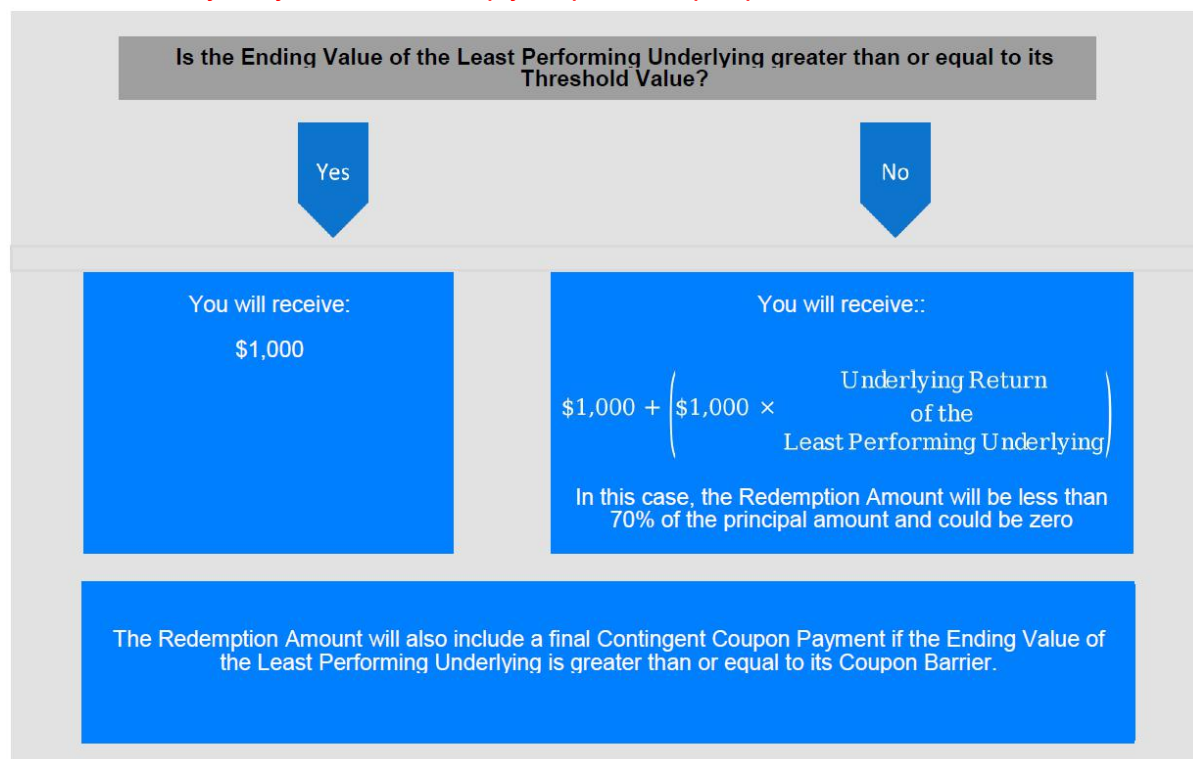 Is the Ending Value of the Least Performing Underlying greater than or equal to its
Threshold Value?
Yes
No
You will receive:
$1,000
You will receive::
$1,000 + ($1,000 × Underlying Return
of the
Least Performing Underlying)
In this case, the Redemption Amount will be less than
70% of the principal amount and could be zero
The Redemption Amount will also include a final Contingent Coupon Payment if the Ending Value of
the Least Performing Underlying is greater than or equal to its Coupon Barrier.